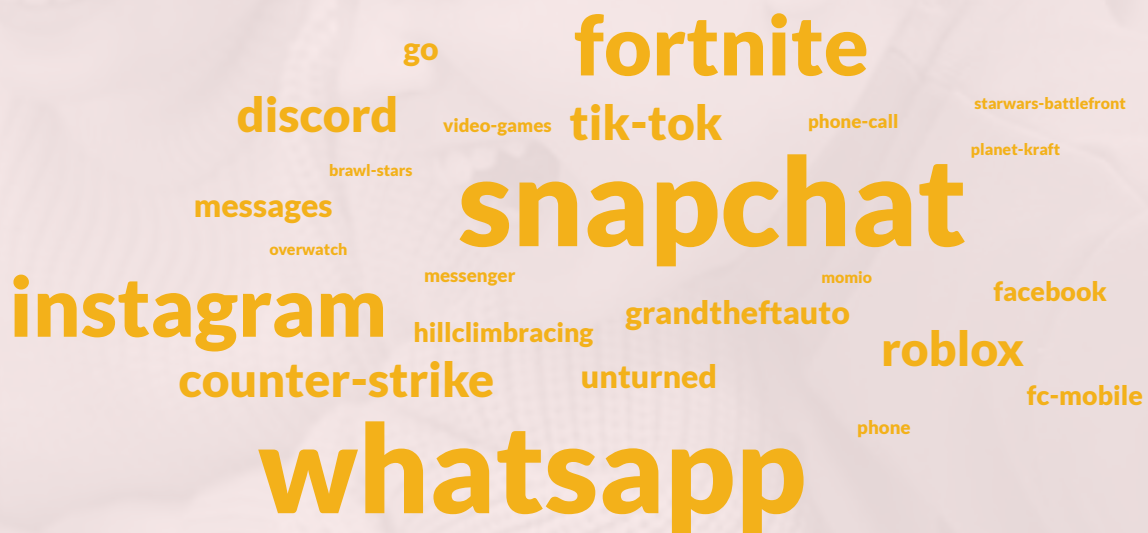 go
fortnite
discord
video-games
tik-tok
phone-call
starwars-battlefront
planet-kraft
brawl-stars
snapchat
messages
overwatch
messenger
momio
facebook
instagram
grandtheftauto
hillclimbracing
roblox
counter-strike
unturned
fc-mobile
phone
whatsapp